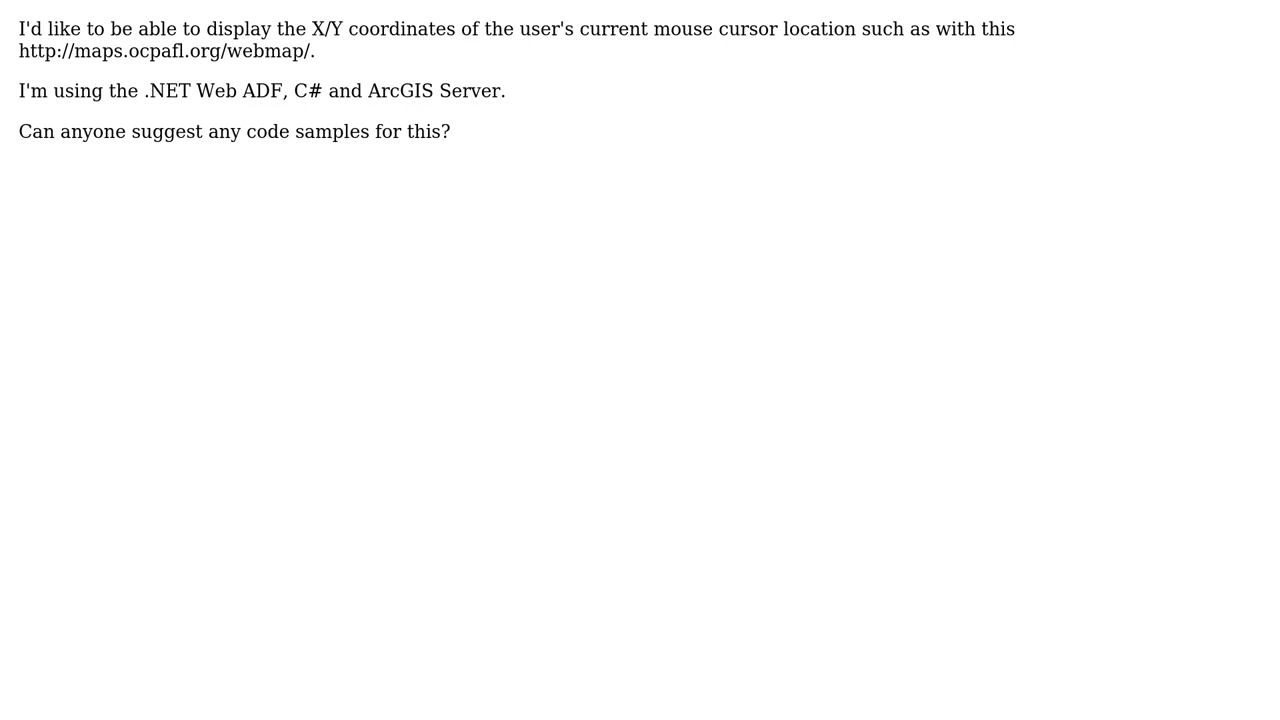 I'd like to be able to display the X/Y coordinates of the user's current mouse cursor location such as with this
http://maps.ocpafl.org/webmap/.
I'm using the .NET Web ADF, C# and ArcGIS Server.
Can anyone suggest any code samples for this?